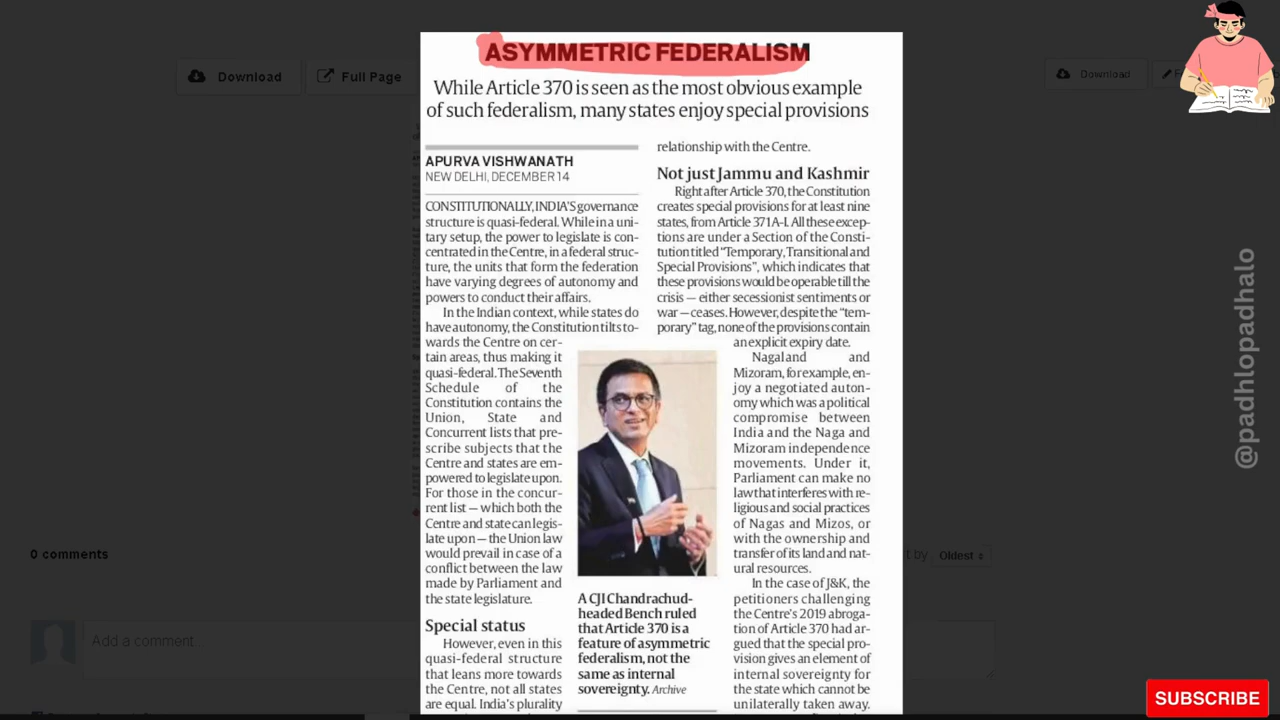 ASYMMETRIC FEDERALISM
While Article 370 is seen as the most obvious example
of such federalism, many states enjoy special provisions
APURVA VISHWANATH
NEW DELHI, DECEMBER 14
CONSTITUTIONALLY, INDIA'S governance
structure is quasi-federal. While in a uni-
tary setup, the power to legislate is con-
centrated in the Centre, in a federal struc-
ture, the units that form the federation
have varying degrees of autonomy and
powers to conduct their affairs.
In the Indian context, while states do
have autonomy, the Constitution tilts to-
wards the Centre on cer-
tain areas, thus making it
quasi-federal. The Seventh
Schedule of the
Constitution contains the
Union, State and
Concurrent lists that pre-
scribe subjects that the
Centre and states are em-
powered to legislate upon.
For those in the concur-
rent list — which both the
Centre and state can legis-
late upon — the Union law
would prevail in case of a
conflict between the law
made by Parliament and
the state legislature.
Special status
However, even in this
quasi-federal structure
that leans more towards
the Centre, not all states
are equal. India's plurality
A CJI Chandrachud-
headed Bench ruled
that Article 370 is a
feature of asymmetric
federalism, not the
same as internal
sovereignty. Archive
relationship with the Centre.
Not just Jammu and Kashmir
Right after Article 370, the Constitution
creates special provisions for at least nine
states, from Article 371A-I. All these excep-
tions are under a Section of the Consti-
tution titled "Temporary, Transitional and
Special Provisions", which indicates that
these provisions would be operable till the
crisis — either secessionist sentiments or
war — ceases. However, despite the "tem-
porary" tag, none of the provisions contain
an explicit expiry date.
Nagaland and
Mizoram, for example, en-
joy a negotiated auton-
omy which was a political
compromise between
India and the Naga and
Mizoram independence
movements. Under it,
Parliament can make no
law that interferes with re-
ligious and social practices
of Nagas and Mizos, or
with the ownership and
transfer of its land and nat-
ural resources.
In the case of J&K, the
petitioners challenging
the Centre's 2019 abroga-
tion of Article 370 had ar-
gued that the special pro-
vision gives an element of
internal sovereignty for
the state which cannot be
unilaterally taken away.
Download
Full Page
Download
0 comments
t by
Oldest
Add a comment...
@padhlopadhalo
SUBSCRIBE